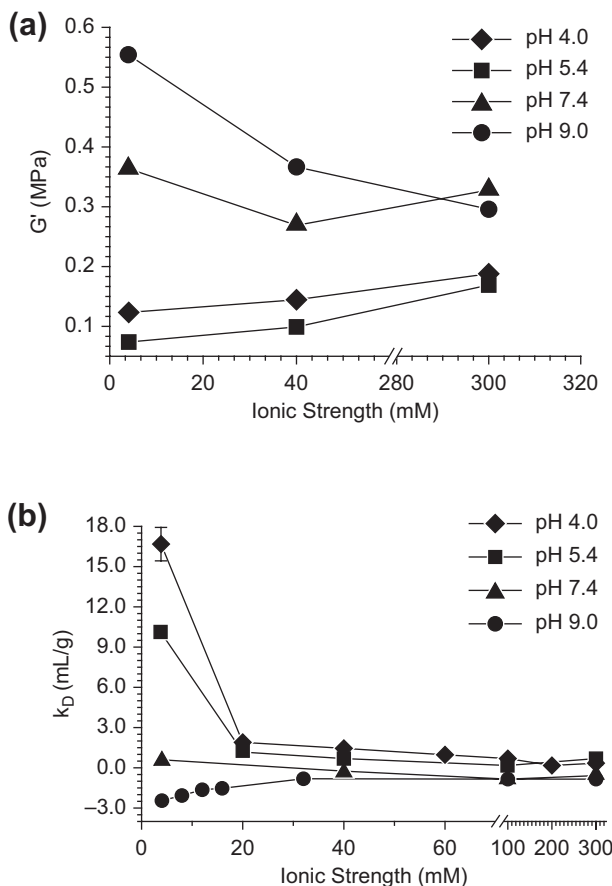 (a)
0.6
0.5
0.4
0.3
0.2
0.1
G' (MPa)
0 20 40 280 300 320
Ionic Strength (mM)
pH 4.0
pH 5.4
pH 7.4
pH 9.0
(b)
18.0
15.0
12.0
9.0
6.0
3.0
0.0
–3.0
k_D (mL/g)
0 20 40 60 100 200 300
Ionic Strength (mM)
pH 4.0
pH 5.4
pH 7.4
pH 9.0